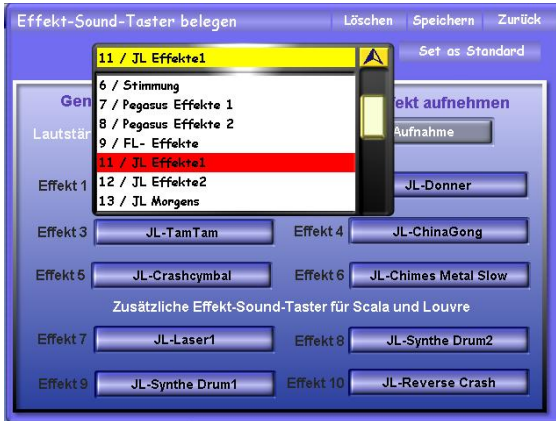 Effekt-Sound-Taster belegen Löschen Speichern Zurück
11 / JL Effekte1 Set as Standard
6 / Stimmung
7 / Pegasus Effekte 1
8 / Pegasus Effekte 2
9 / FL- Effekte
11 / JL Effekte1
12 / JL Effekte2
13 / JL Morgens
aufnehmen
Aufnahme
Effekt 1 JL-Donner
Effekt 3 JL-TamTam Effekt 4 JL-ChinaGong
Effekt 5 JL-Crashcymbal Effekt 6 JL-Chimes Metal Slow
Zusätzliche Effekt-Sound-Taster für Scala und Louvre
Effekt 7 JL-Laser1 Effekt 8 JL-Synthe Drum2
Effekt 9 JL-Synthe Drum1 Effekt 10 JL-Reverse Crash